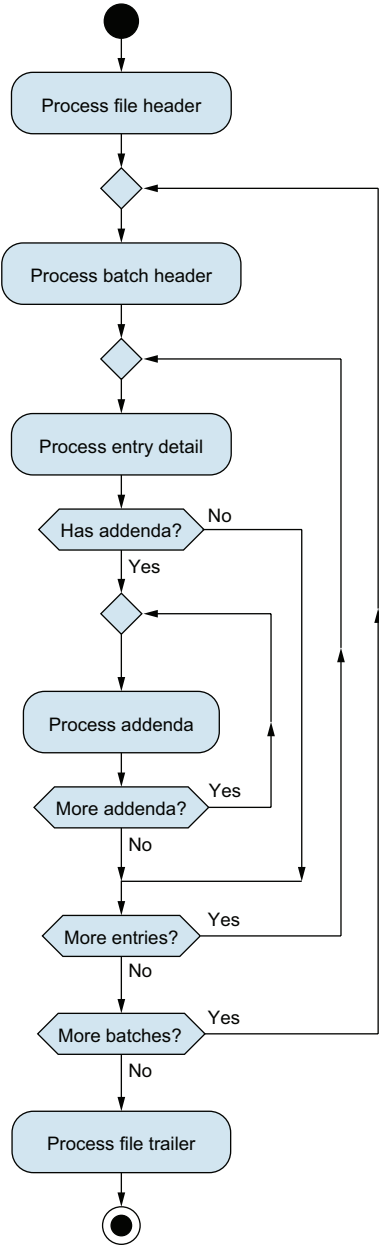 Process file header
Process batch header
Process entry detail
Has addenda?
No
Yes
Process addenda
More addenda?
Yes
No
More entries?
Yes
No
More batches?
Yes
No
Process file trailer